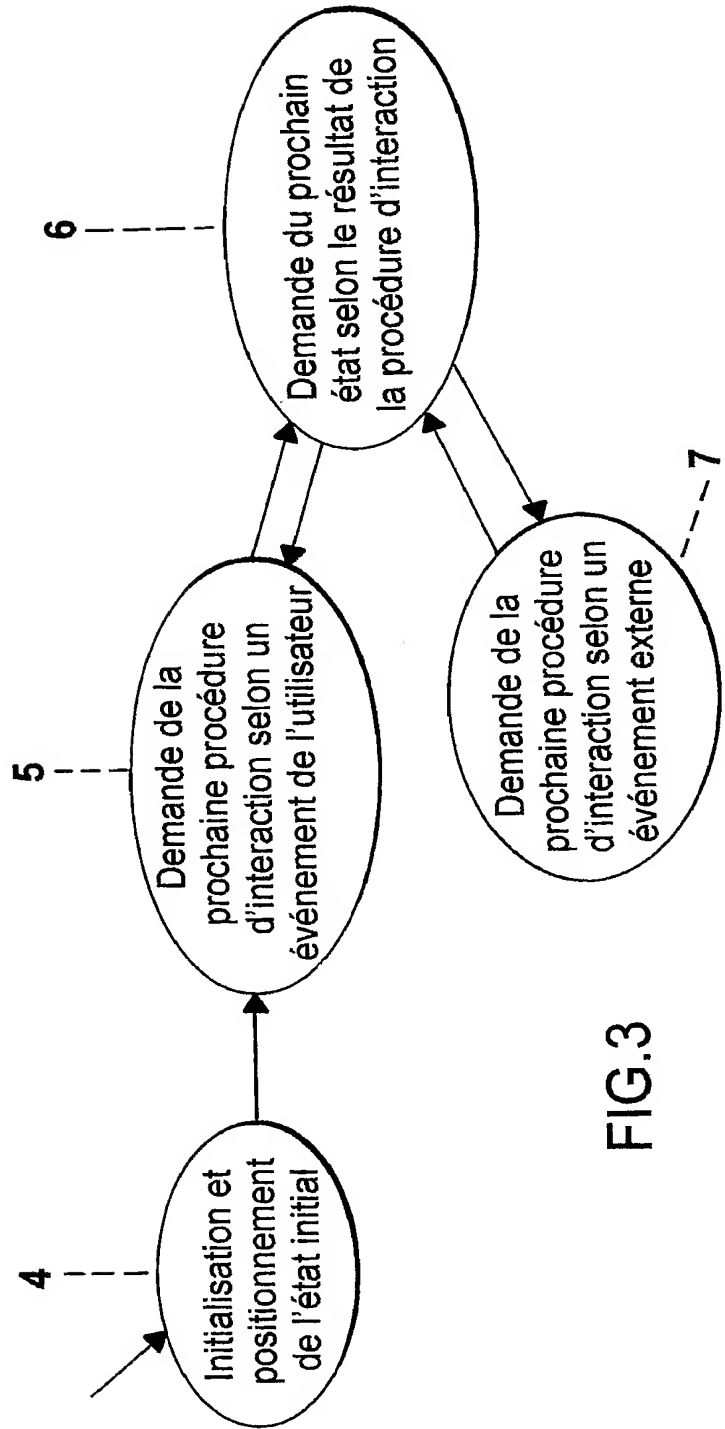 4
Initialisation et
positionnement
de l'état initial
5
Demande de la
prochaine procédure
d'interaction selon un
événement de l'utilisateur
6
Demande du prochain
état selon le résultat de
la procédure d'interaction
7
Demande de la
prochaine procédure
d'interaction selon un
événement externe
FIG.3